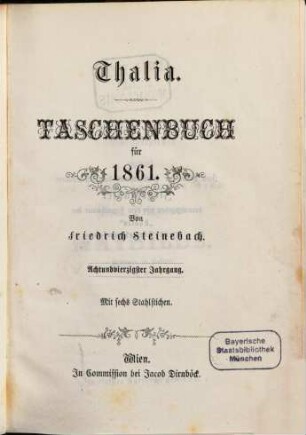 Thalia.
TASCHENBUCH
für
1861.
Von
Friedrich Steinebach.
Achtundvierzigster Jahrgang.
Mit sechs Stahlstichen.
Wien.
In Commission bei Jacob Dirnböck.
Bayerische
Staatsbibliothek
München